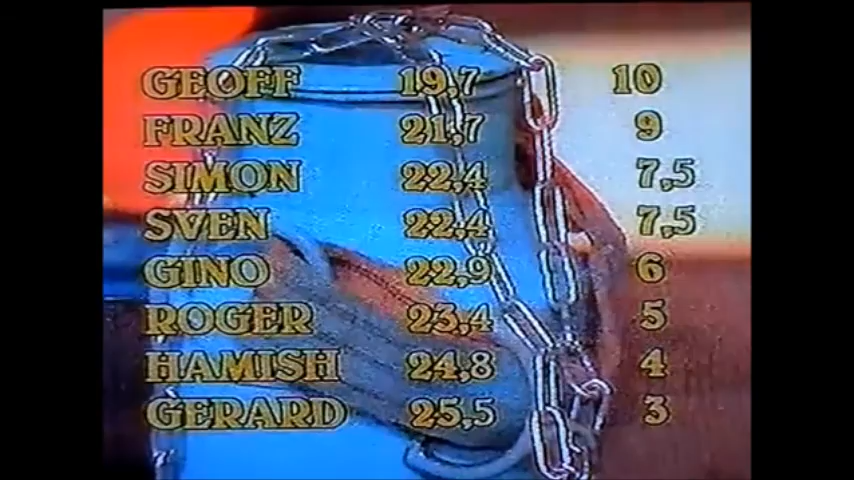 GEOFF 19,7 10
FRANZ 21,7 9
SIMON 22,4 7,5
SVEN 22,4 7,5
GINO 22,9 6
ROGER 23,4 5
HAMISH 24,8 4
GERARD 25,5 3